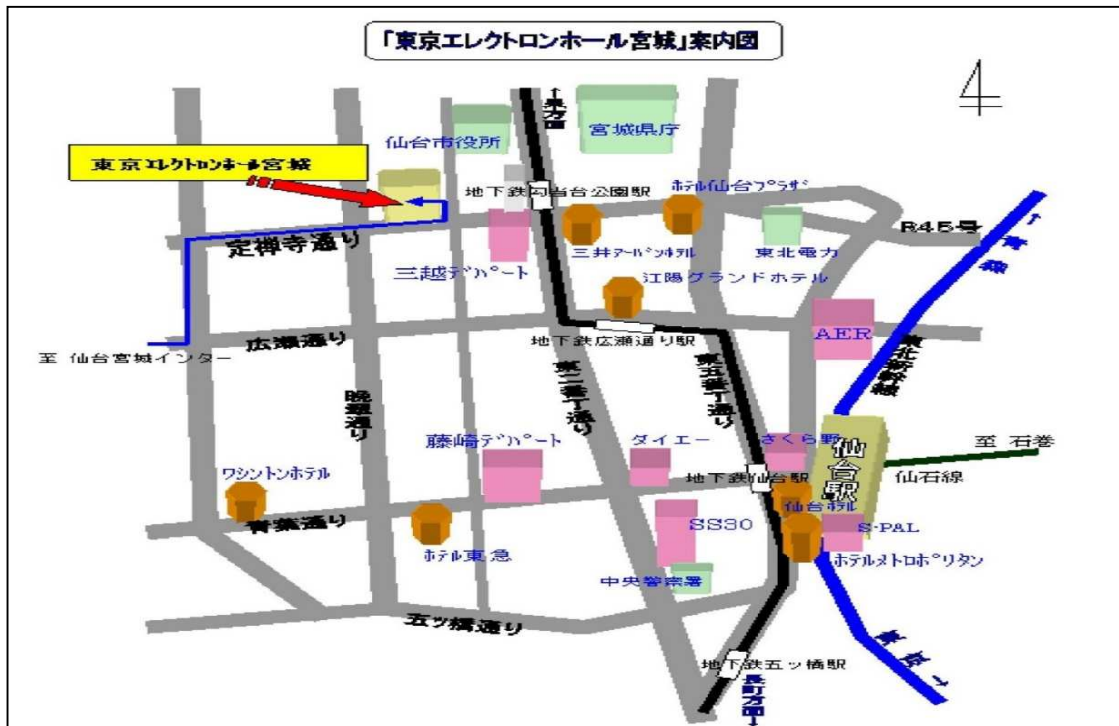 「東京エレクトロンホール宮城」案内図
←泉方面
宮城県庁
仙台市役所
東京ｴﾚｸﾄﾛﾝﾎｰﾙ宮城
地下鉄勾当台公園駅
ﾎﾃﾙ仙台ﾌﾟﾗｻﾞ
R45号
定禅寺通り
三越ﾃﾞﾊﾟｰﾄ
三井ｱｰﾊﾞﾝﾎﾃﾙ
東北電力
江陽グランドホテル
AER
至 仙台宮城インター
広瀬通り
地下鉄広瀬通り駅
東北新幹線
晩翠通り
東二番丁通り
東五番丁通り
藤崎ﾃﾞﾊﾟｰﾄ
ダイエー
さくら野
仙台駅
至 石巻
仙石線
ワシントンホテル
地下鉄仙台駅
仙台ﾎﾃﾙ
青葉通り
ﾎﾃﾙ東急
SS30
S-PAL
ホテルメトロポリタン
中央警察署
五ッ橋通り
地下鉄五ッ橋駅
東京→
長町方面→